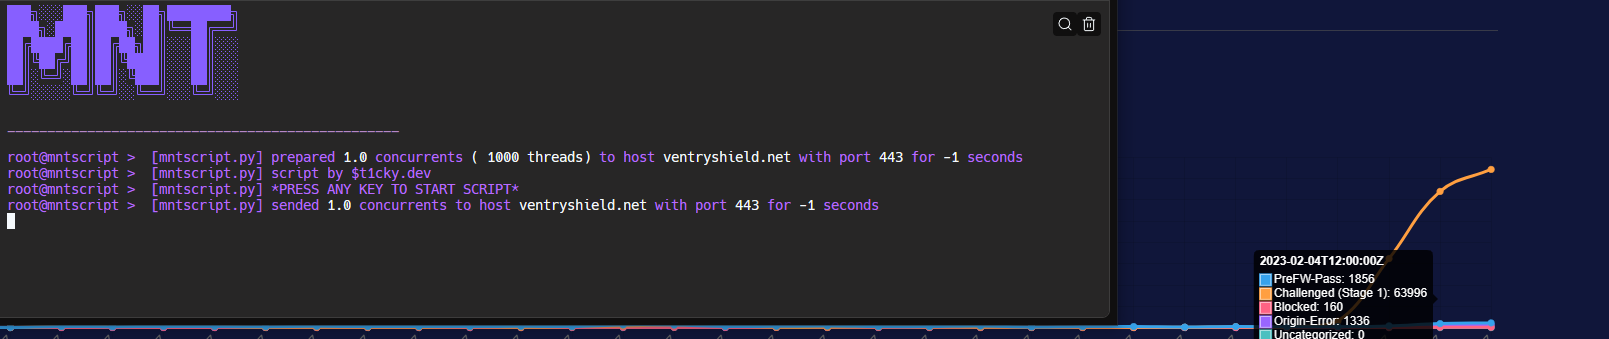 MNT
root@mntscript > [mntscript.py] prepared 1.0 concurrents ( 1000 threads) to host ventryshield.net with port 443 for -1 seconds
root@mntscript > [mntscript.py] script by $t1cky.dev
root@mntscript > [mntscript.py] *PRESS ANY KEY TO START SCRIPT*
root@mntscript > [mntscript.py] sended 1.0 concurrents to host ventryshield.net with port 443 for -1 seconds
2023-02-04T12:00:00Z
PreFW-Pass: 1856
Challenged (Stage 1): 63996
Blocked: 160
Origin-Error: 1336
Uncategorized: 0